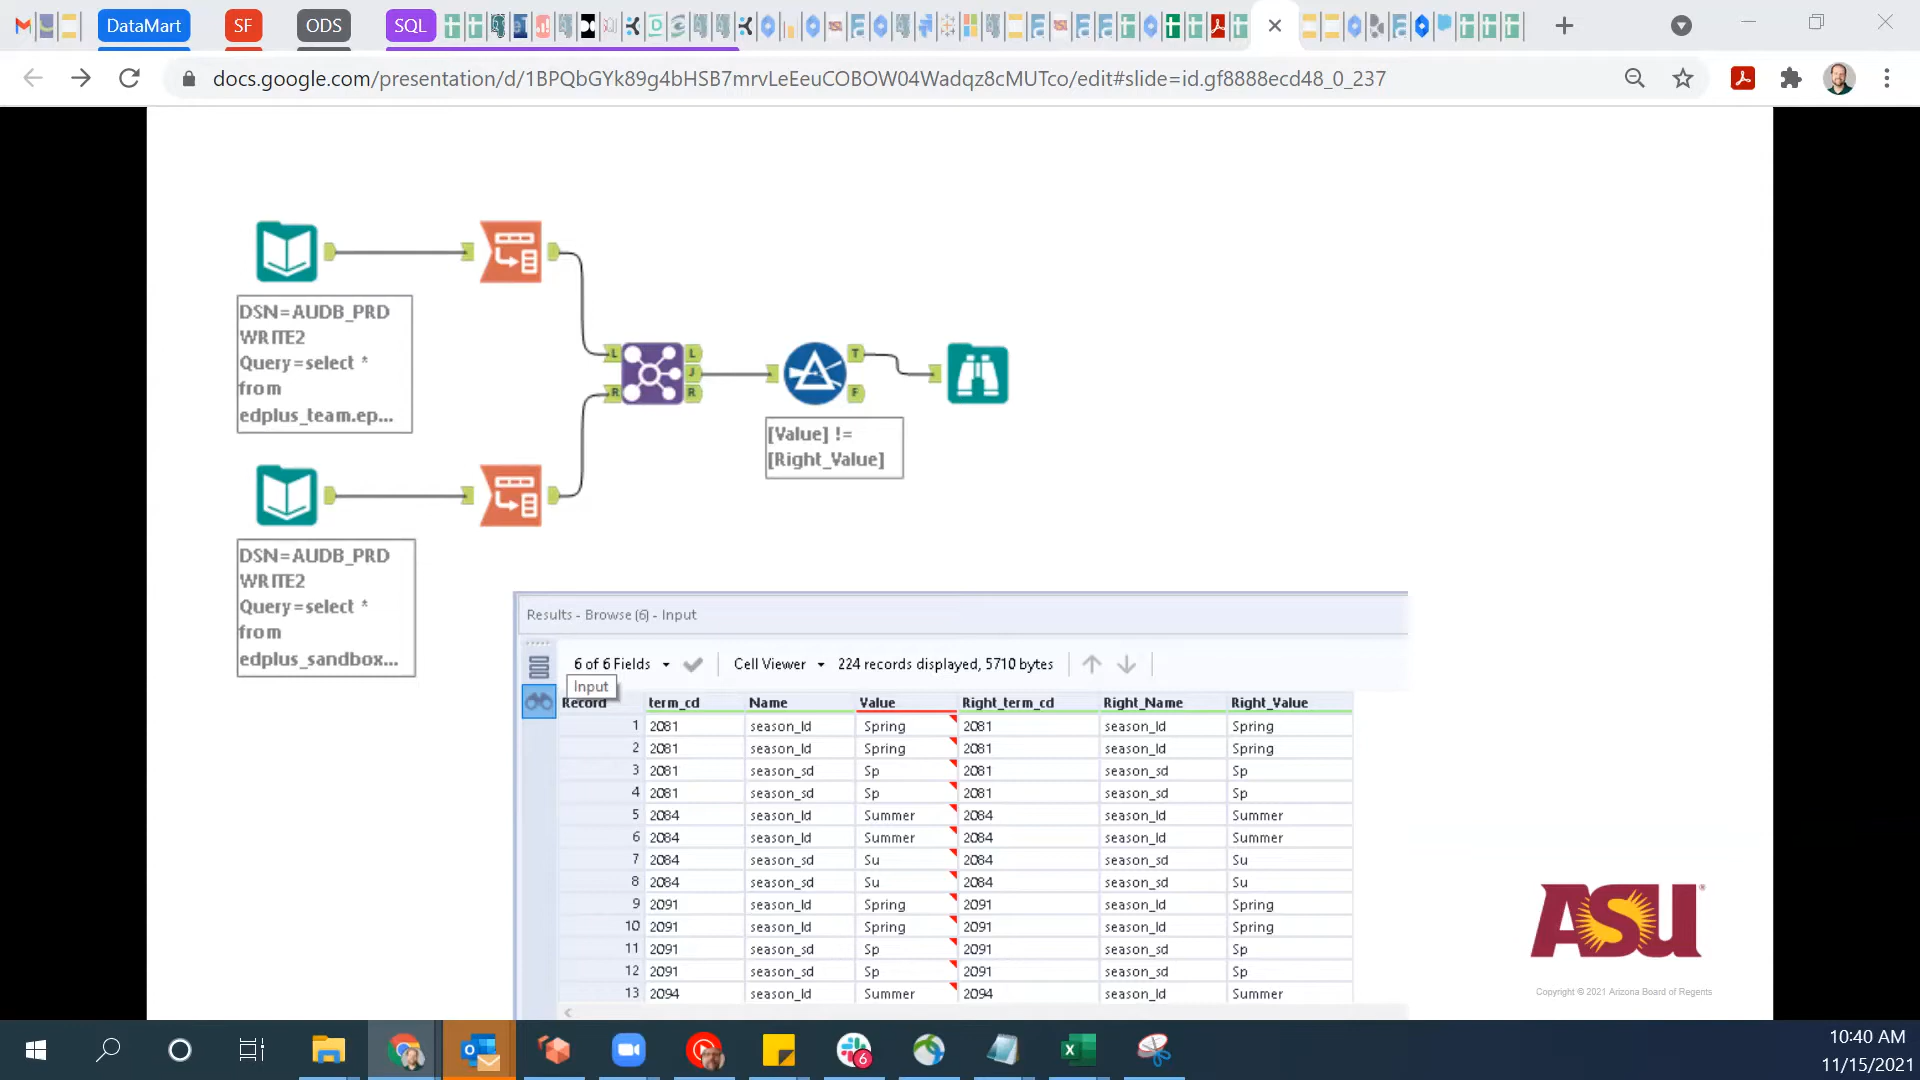 DataMart
SF
ODS
SQL
docs.google.com/presentation/d/1BPQbGYk89g4bHSB7mrvLeEeuCOBOW04Wadqz8cMUTco/edit#slide=id.gf8888ecd48_0_237
DSN=AUDB_PRD
WRITE2
Query=select *
from
edplus_team.ep...
L
R
L
J
R
T
F
[Value] !=
[Right_Value]
DSN=AUDB_PRD
WRITE2
Query=select *
from
edplus_sandbox...
Results - Browse (6) - Input
6 of 6 Fields
Cell Viewer
224 records displayed, 5710 bytes
Input
Record term_cd Name Value Right_term_cd Right_Name Right_Value
1 2081 season_ld Spring 2081 season_ld Spring
2 2081 season_ld Spring 2081 season_ld Spring
3 2081 season_sd Sp 2081 season_sd Sp
4 2081 season_sd Sp 2081 season_sd Sp
5 2084 season_ld Summer 2084 season_ld Summer
6 2084 season_ld Summer 2084 season_ld Summer
7 2084 season_sd Su 2084 season_sd Su
8 2084 season_sd Su 2084 season_sd Su
9 2091 season_ld Spring 2091 season_ld Spring
10 2091 season_ld Spring 2091 season_ld Spring
11 2091 season_sd Sp 2091 season_sd Sp
12 2091 season_sd Sp 2091 season_sd Sp
13 2094 season_ld Summer 2094 season_ld Summer
ASU
Copyright © 2021 Arizona Board of Regents
6
10:40 AM
11/15/2021